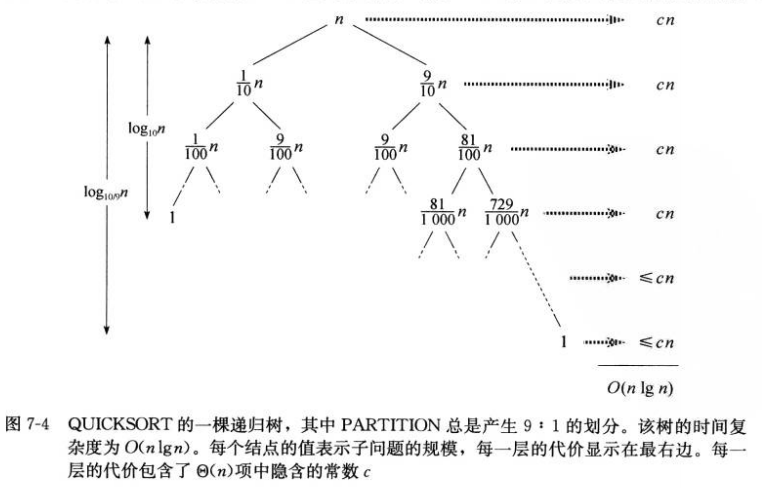 n cn
1/10 n 9/10 n cn
log₁₀n
1/100 n 9/100 n 9/100 n 81/100 n cn
log₁₀/₉n
1 81/1 000 n 729/1 000 n cn
≤cn
1 ≤cn
O(n lg n)
图 7-4 QUICKSORT 的一棵递归树，其中 PARTITION 总是产生 9：1 的划分。该树的时间复
杂度为 O(nlgn)。每个结点的值表示子问题的规模，每一层的代价显示在最右边。每一
层的代价包含了 Θ(n)项中隐含的常数 c